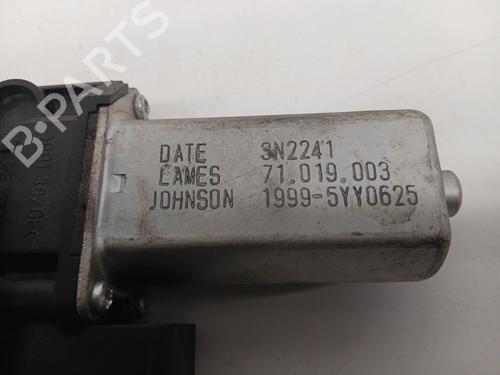 B-PARTS
DATE 3N2241
LAMES 71.019.003
JOHNSON 1999-5YY0625